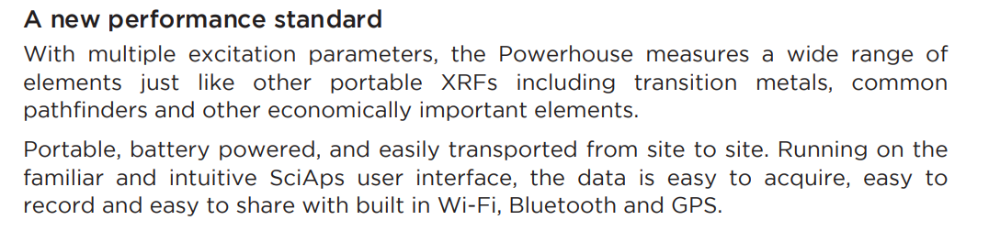 A new performance standard
With multiple excitation parameters, the Powerhouse measures a wide range of
elements just like other portable XRFs including transition metals, common
pathfinders and other economically important elements.
Portable, battery powered, and easily transported from site to site. Running on the
familiar and intuitive SciAps user interface, the data is easy to acquire, easy to
record and easy to share with built in Wi-Fi, Bluetooth and GPS.